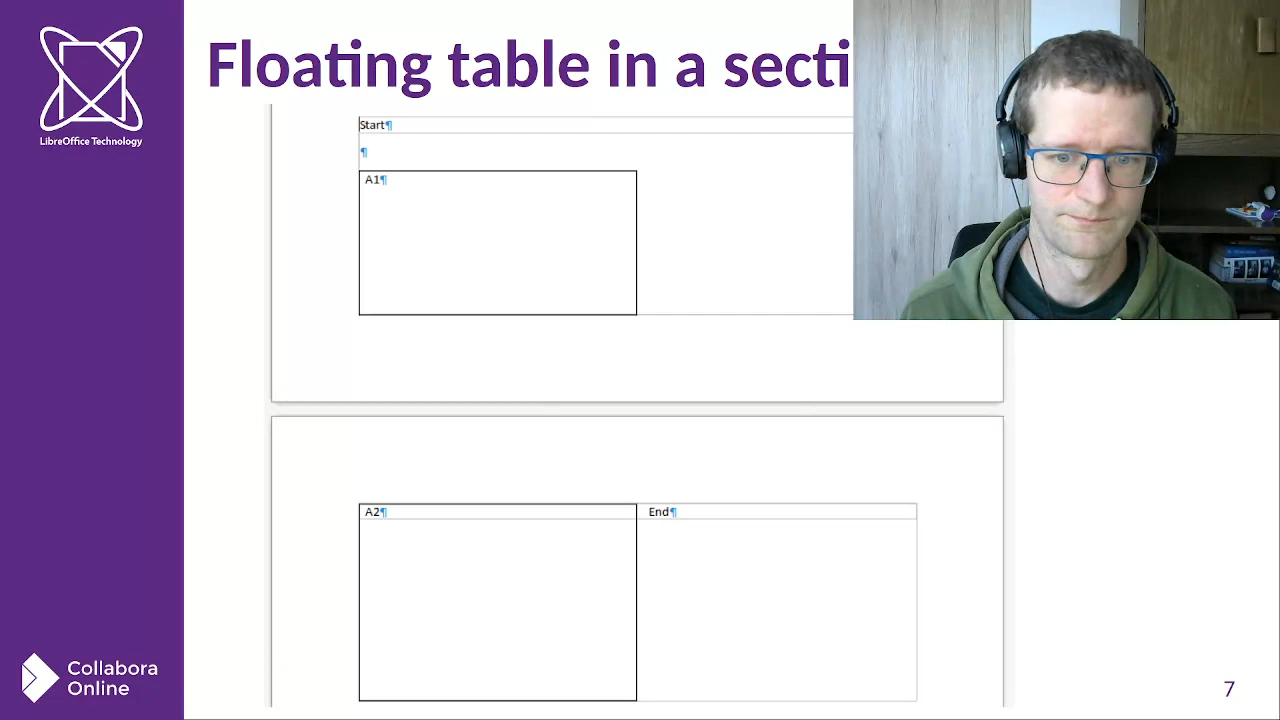 Floating table in a secti
LibreOffice Technology
Start¶
¶
A1¶
A2¶ End¶
Collabora
Online
7